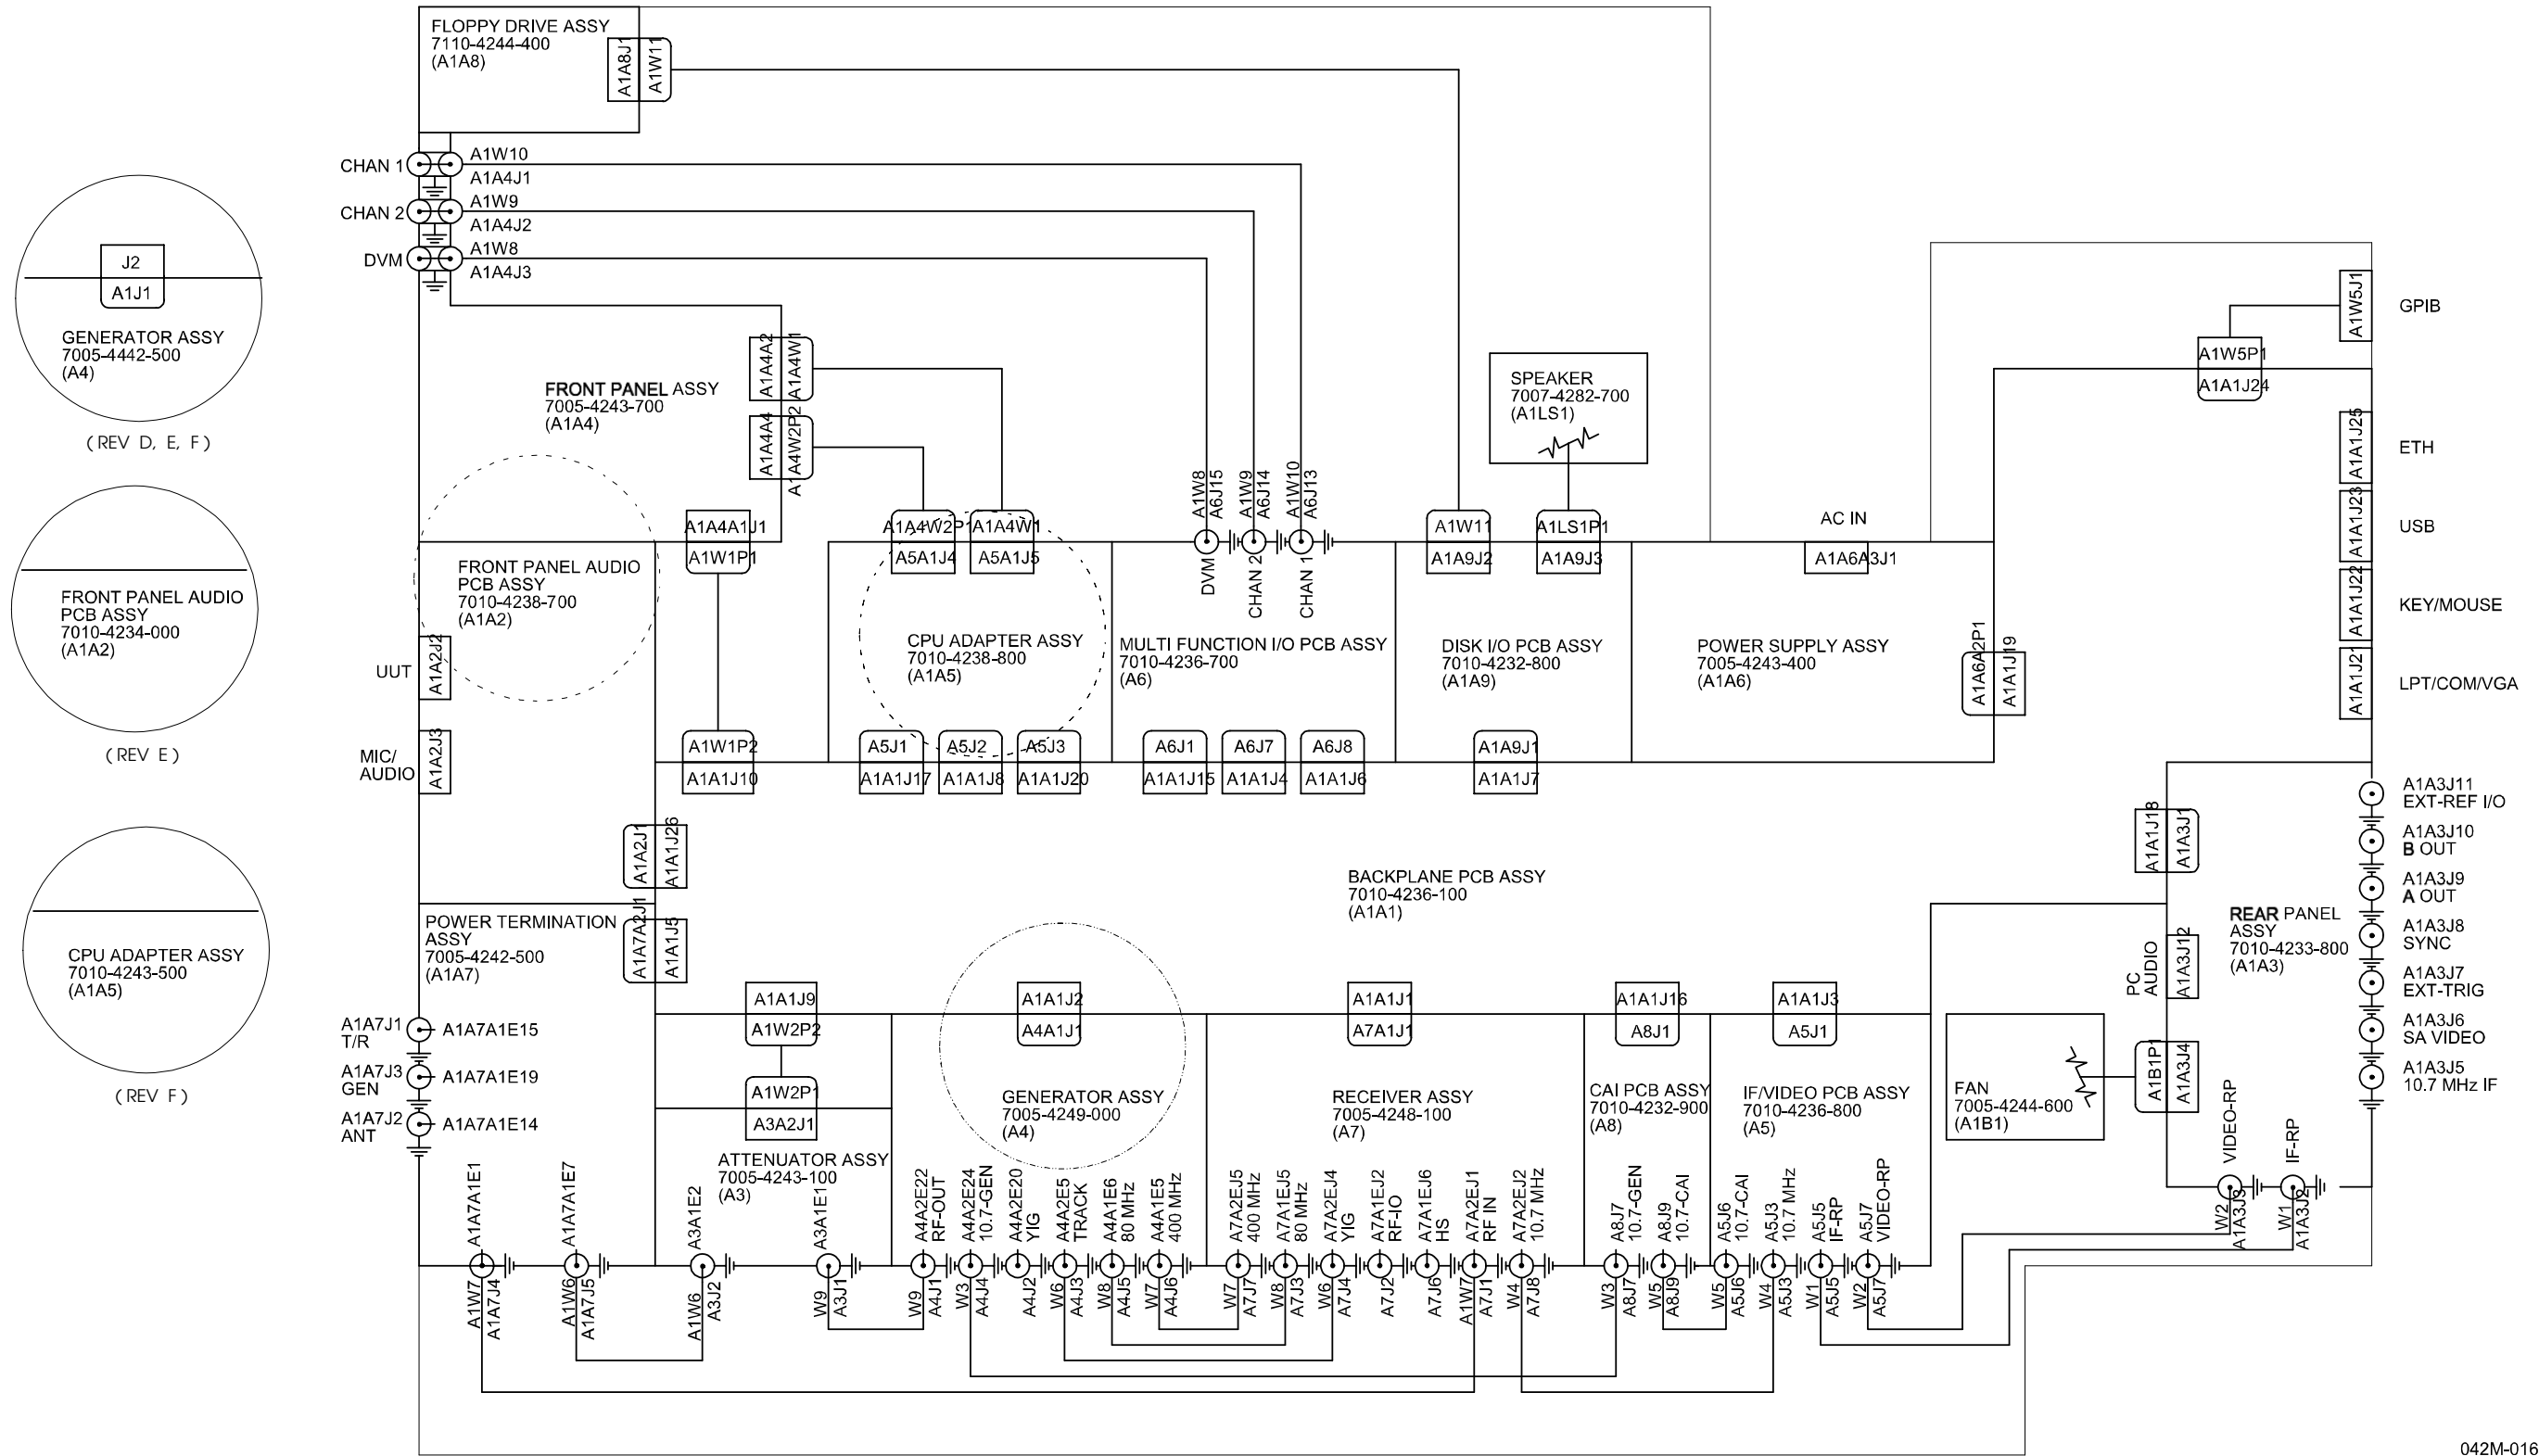 FLOPPY DRIVE ASSY
7110-4244-400
(A1A8)
A1A8J1
A1W11
CHAN 1
A1W10
A1A4J1
CHAN 2
A1W9
A1A4J2
DVM
A1W8
A1A4J3
J2
A1J1
GENERATOR ASSY
7005-4442-500
(A4)
(REV D, E, F)
FRONT PANEL AUDIO
PCB ASSY
7010-4234-000
(A1A2)
(REV E)
CPU ADAPTER ASSY
7010-4243-500
(A1A5)
(REV F)
FRONT PANEL ASSY
7005-4243-700
(A1A4)
A1A4A2
A1A4W1
A1A4A4
A1A4W2P2
A1A4A1J1
A1W1P1
A1A4W2P1
A5A1J4
A1A4W1
A5A1J5
A1W8
A6J15
DVM
A1W9
A6J14
CHAN 2
A1W10
A6J13
CHAN 1
SPEAKER
7007-4282-700
(A1LS1)
A1W11
A1A9J2
A1LS1P1
A1A9J3
AC IN
A1A6A3J1
A1W5J1
GPIB
A1W5P1
A1A1J24
A1A1J25
ETH
A1A1J23
USB
A1A1J22
KEY/MOUSE
A1A1J21
LPT/COM/VGA
FRONT PANEL AUDIO
PCB ASSY
7010-4238-700
(A1A2)
UUT
A1A2J2
MIC/
AUDIO
A1A2J3
CPU ADAPTER ASSY
7010-4238-800
(A1A5)
MULTI FUNCTION I/O PCB ASSY
7010-4236-700
(A6)
DISK I/O PCB ASSY
7010-4232-800
(A1A9)
POWER SUPPLY ASSY
7005-4243-400
(A1A6)
A1A6A2P1
A1A1J19
A1W1P2
A1A1J10
A5J1
A1A1J17
A5J2
A1A1J8
A5J3
A1A1J20
A6J1
A1A1J15
A6J7
A1A1J4
A6J8
A1A1J6
A1A9J1
A1A1J7
A1A2J1
A1A1J26
A1A7A2J1
A1A1J5
BACKPLANE PCB ASSY
7010-4236-100
(A1A1)
A1A1J18
A1A3J1
PC
AUDIO
A1A3J12
REAR PANEL
ASSY
7010-4233-800
(A1A3)
A1A3J11
EXT-REF I/O
A1A3J10
B OUT
A1A3J9
A OUT
A1A3J8
SYNC
A1A3J7
EXT-TRIG
A1A3J6
SA VIDEO
A1A3J5
10.7 MHz IF
POWER TERMINATION
ASSY
7005-4242-500
(A1A7)
A1A7J1
T/R
A1A7A1E15
A1A7J3
GEN
A1A7A1E19
A1A7J2
ANT
A1A7A1E14
A1A1J9
A1W2P2
A1W2P1
A3A2J1
ATTENUATOR ASSY
7005-4243-100
(A3)
A1A1J2
A4A1J1
GENERATOR ASSY
7005-4249-000
(A4)
A1A1J1
A7A1J1
RECEIVER ASSY
7005-4248-100
(A7)
A1A1J16
A8J1
CAI PCB ASSY
7010-4232-900
(A8)
A1A1J3
A5J1
IF/VIDEO PCB ASSY
7010-4236-800
(A5)
FAN
7005-4244-600
(A1B1)
A1B1P1
A1A3J4
VIDEO-RP
W2
A1A3J3
IF-RP
W1
A1A3J2
A1A7A1E1
A1W7
A1A7J4
A1A7A1E7
A1W6
A1A7J5
A3A1E2
A1W6
A3J2
A3A1E1
W9
A3J1
A4A2E22
RF-OUT
W9
A4J1
A4A2E24
10.7-GEN
W3
A4J4
A4A2E20
YIG
A4J2
A4A2E5
TRACK
W6
A4J3
A4A1E6
80 MHz
W8
A4J5
A4A1E5
400 MHz
W7
A4J6
A7A2EJ5
400 MHz
W7
A7J7
A7A1EJ5
80 MHz
W8
A7J3
A7A2EJ4
YIG
W6
A7J4
A7A1EJ2
RF-IO
A7J2
A7A1EJ6
HS
A7J6
A7A2EJ1
RF IN
A1W7
A7J1
A7A2EJ2
10.7 MHz
W4
A7J8
A8J7
10.7-GEN
W3
A8J7
A8J9
10.7-CAI
W5
A8J9
A5J6
10.7-CAI
W5
A5J6
A5J3
10.7 MHz
W4
A5J3
A5J5
IF-RP
W1
A5J5
A5J7
VIDEO-RP
W2
A5J7
042M-016